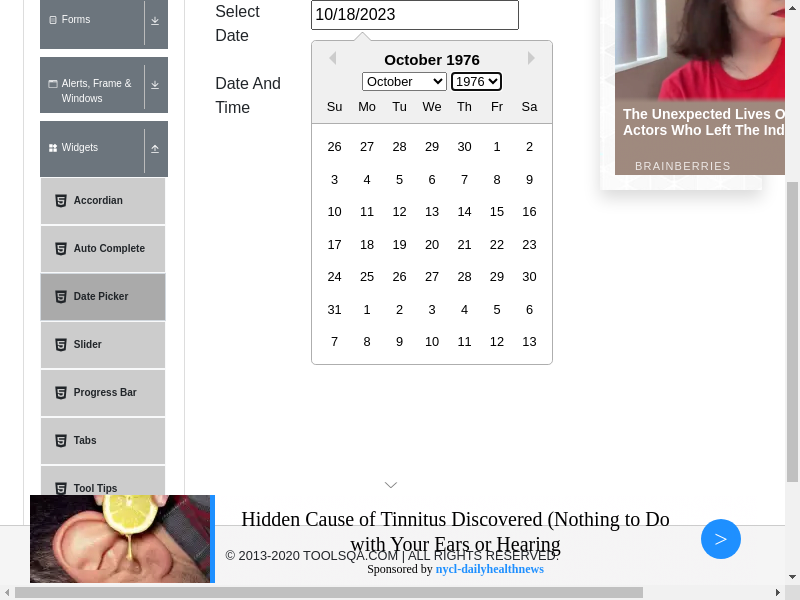 Forms
Alerts, Frame &
Windows
Widgets
Accordian
Auto Complete
Date Picker
Slider
Progress Bar
Tabs
Tool Tips
Select
Date
10/18/2023
Date And
Time
October 1976
October 1976
Su Mo Tu We Th Fr Sa
26 27 28 29 30 1 2
3 4 5 6 7 8 9
10 11 12 13 14 15 16
17 18 19 20 21 22 23
24 25 26 27 28 29 30
31 1 2 3 4 5 6
7 8 9 10 11 12 13
The Unexpected Lives O
Actors Who Left The Ind
BRAINBERRIES
Hidden Cause of Tinnitus Discovered (Nothing to Do
with Your Ears or Hearing
© 2013-2020 TOOLSQA.COM | ALL RIGHTS RESERVED.
Sponsored by nycl-dailyhealthnews
>